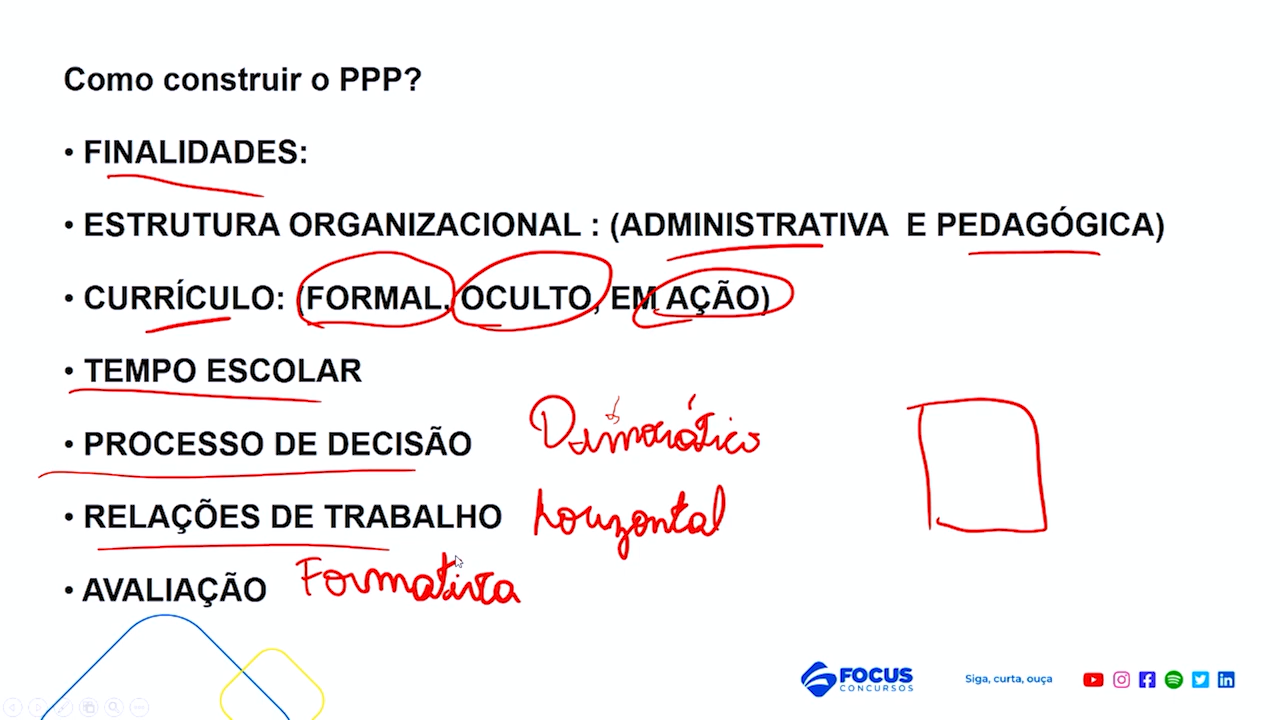 Como construir o PPP?
• FINALIDADES:
• ESTRUTURA ORGANIZACIONAL : (ADMINISTRATIVA E PEDAGÓGICA)
• CURRÍCULO: (FORMAL, OCULTO, EM AÇÃO)
• TEMPO ESCOLAR
• PROCESSO DE DECISÃO Democrático
• RELAÇÕES DE TRABALHO horizontal
• AVALIAÇÃO Formativa
FOCUS
CONCURSOS
Siga, curta, ouça